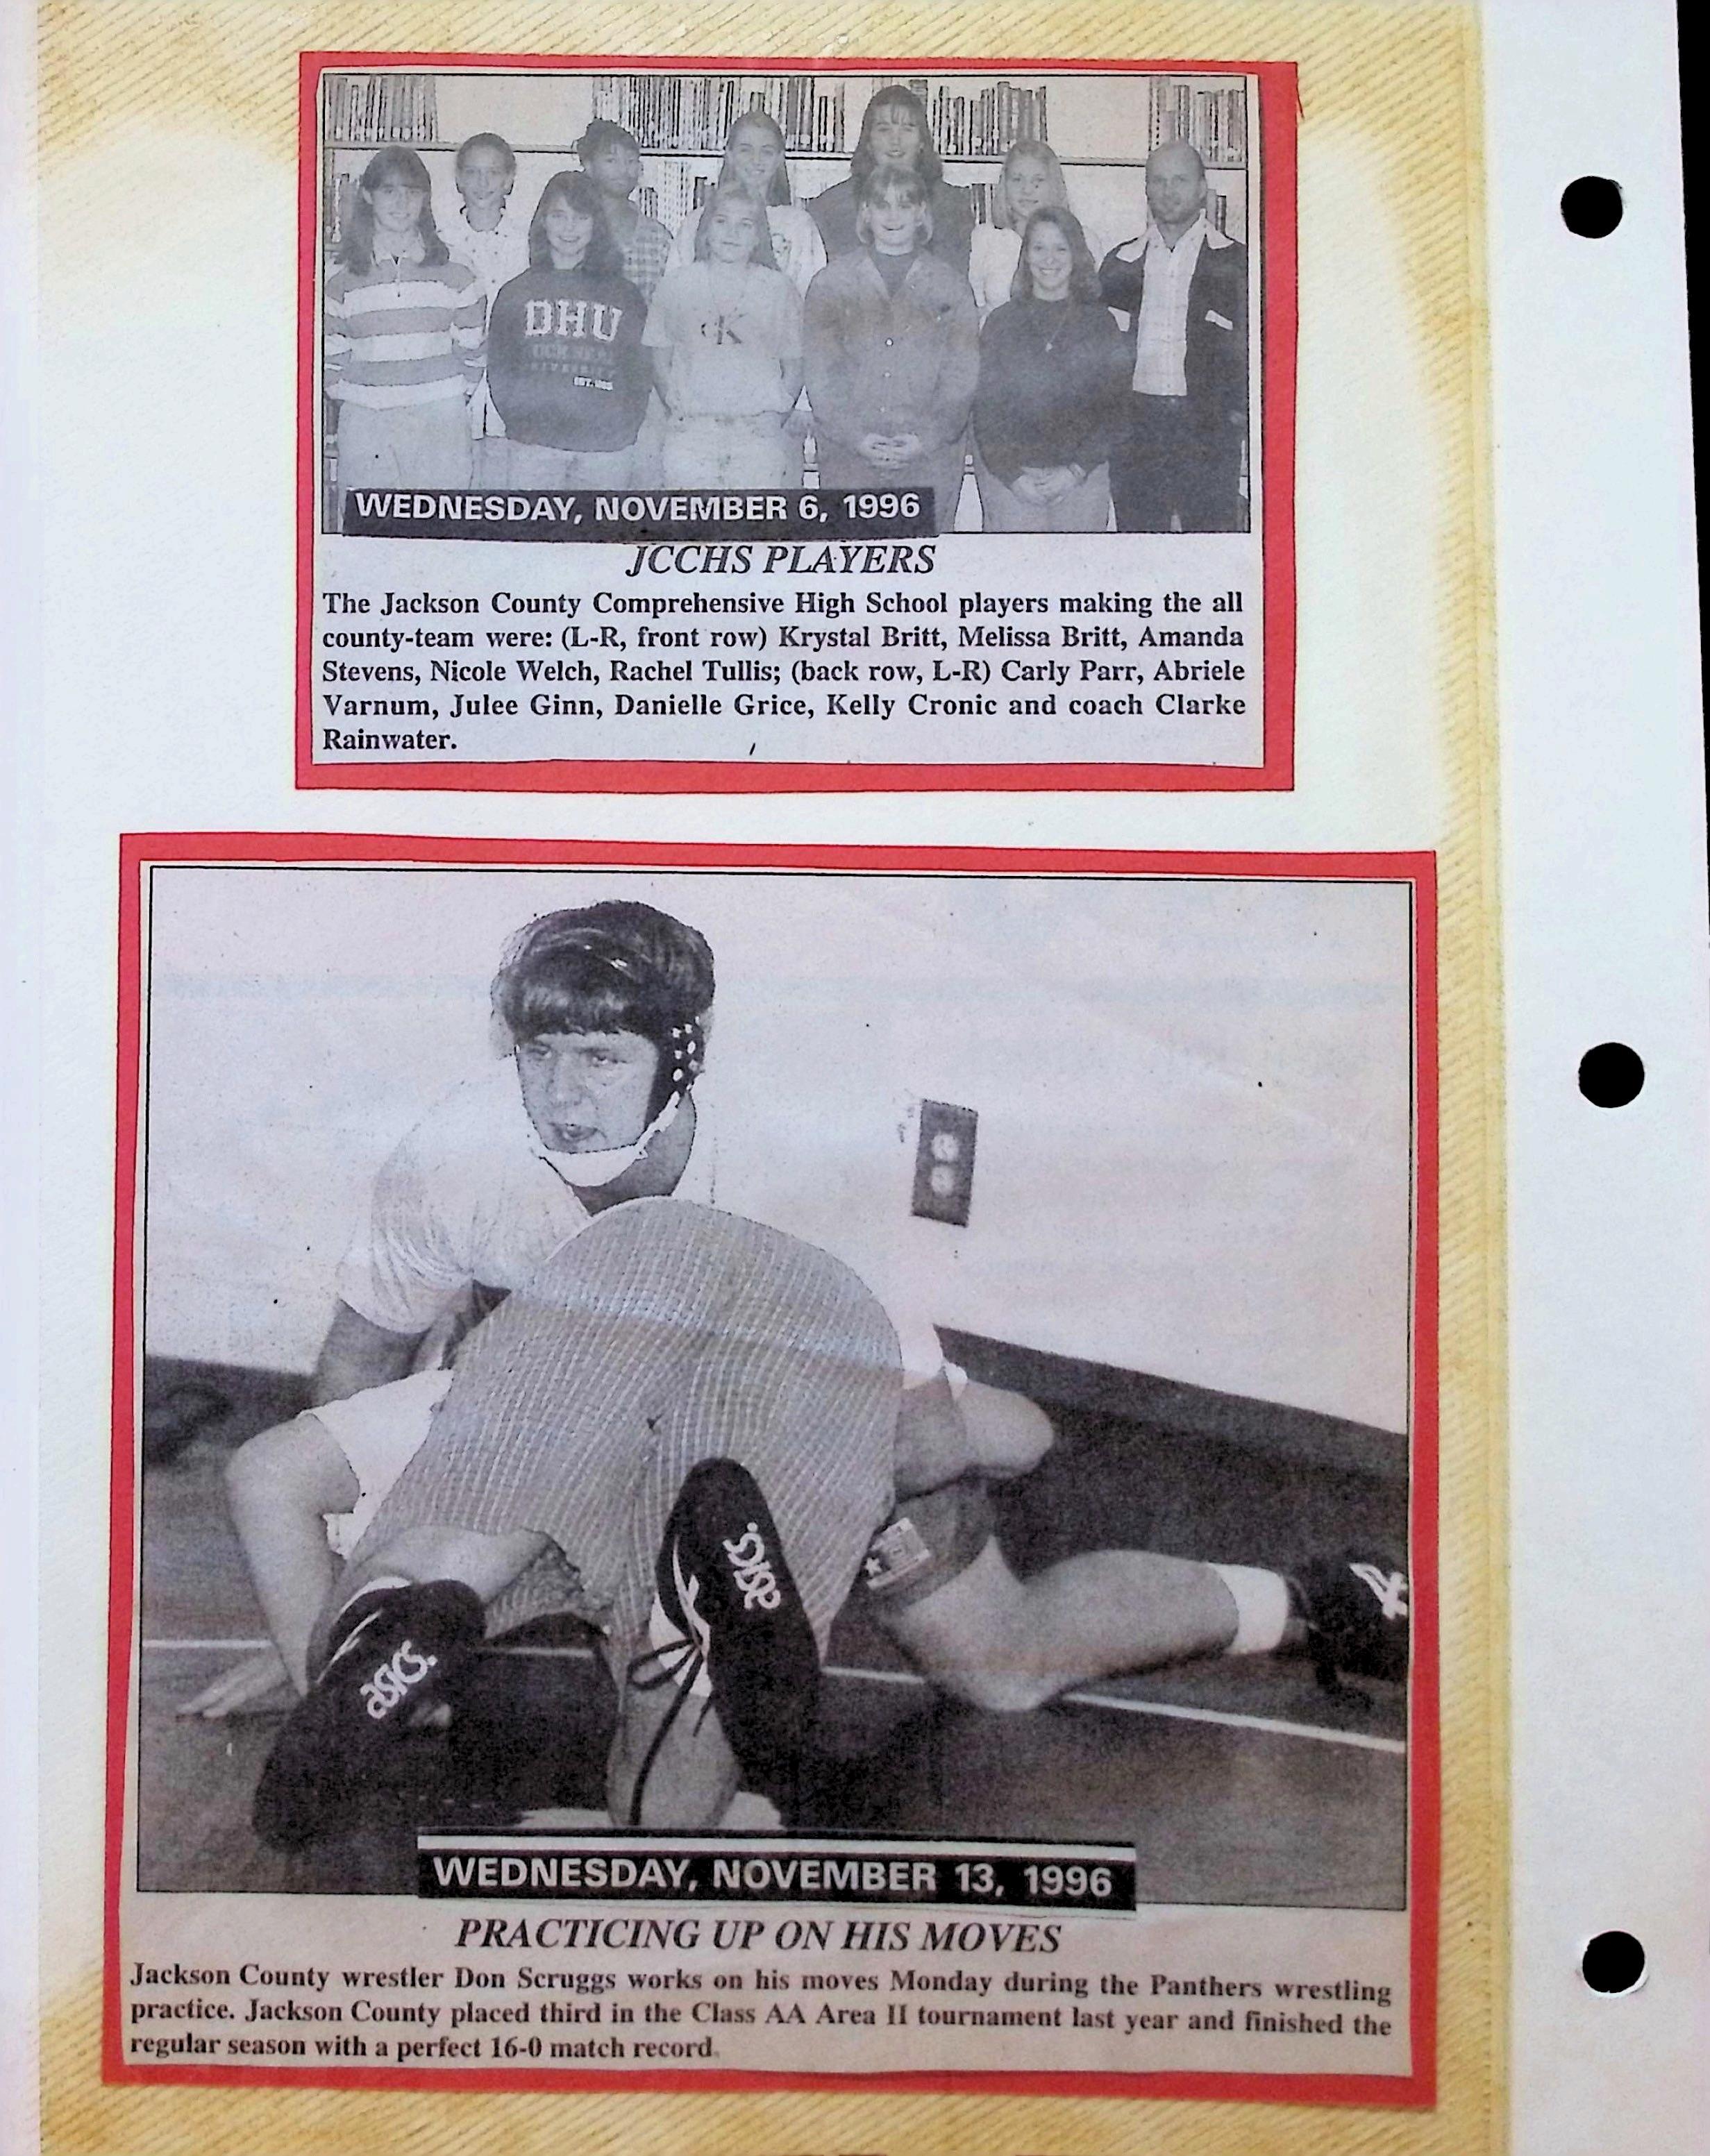 DHU
EST. 1885
cK
WEDNESDAY, NOVEMBER 6, 1996
JCCHS PLAYERS
The Jackson County Comprehensive High School players making the all
county-team were: (L-R, front row) Krystal Britt, Melissa Britt, Amanda
Stevens, Nicole Welch, Rachel Tullis; (back row, L-R) Carly Parr, Abriele
Varnum, Julee Ginn, Danielle Grice, Kelly Cronic and coach Clarke
Rainwater.
asics.
asics.
WEDNESDAY, NOVEMBER 13, 1996
PRACTICING UP ON HIS MOVES
Jackson County wrestler Don Scruggs works on his moves Monday during the Panthers wrestling
practice. Jackson County placed third in the Class AA Area II tournament last year and finished the
regular season with a perfect 16-0 match record.